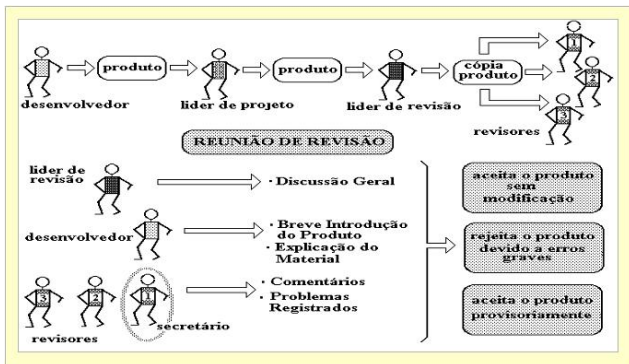 1
produto
produto
cópia
produto
2
desenvolvedor
lider de projeto
lider de revisão
3
revisores
REUNIÃO DE REVISÃO
lider de
revisão
· Discussão Geral
desenvolvedor
· Breve Introdução
do Produto
· Explicação do
Material
3
2
1
· Comentários
· Problemas
Registrados
revisores
secretário
aceita o produto
sem
modificação
rejeita o produto
devido a erros
graves
aceita o produto
provisoriamente